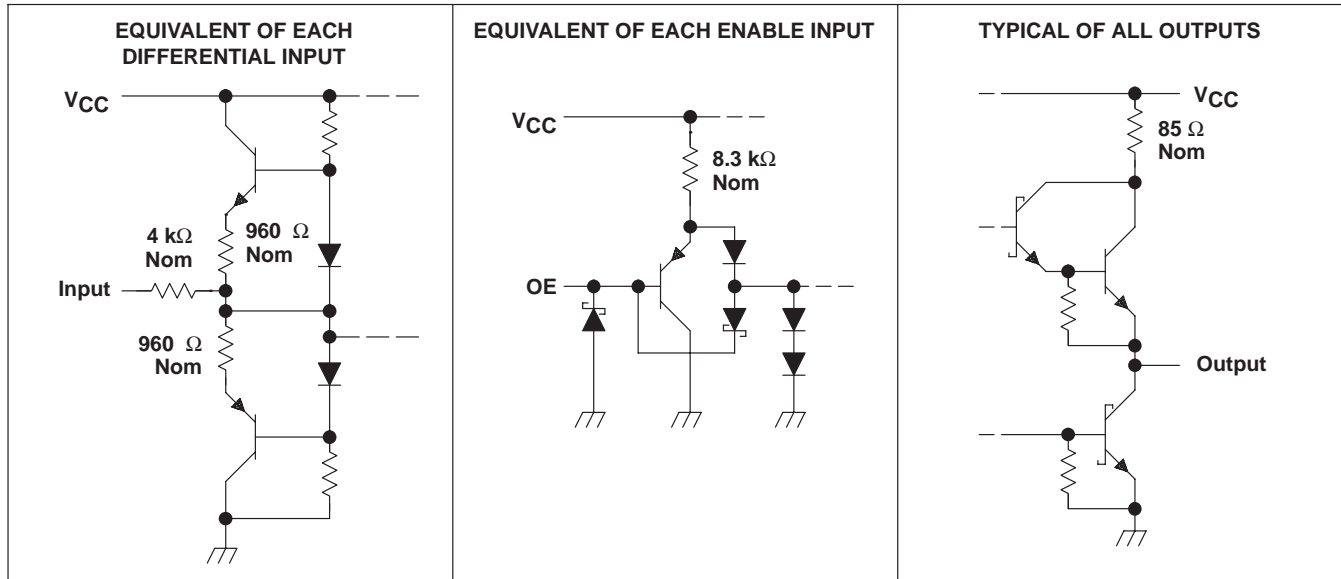 EQUIVALENT OF EACH
DIFFERENTIAL INPUT
VCC
4 kΩ
Nom
960 Ω
Nom
Input
960 Ω
Nom
EQUIVALENT OF EACH ENABLE INPUT
VCC
8.3 kΩ
Nom
OE
TYPICAL OF ALL OUTPUTS
VCC
85 Ω
Nom
Output